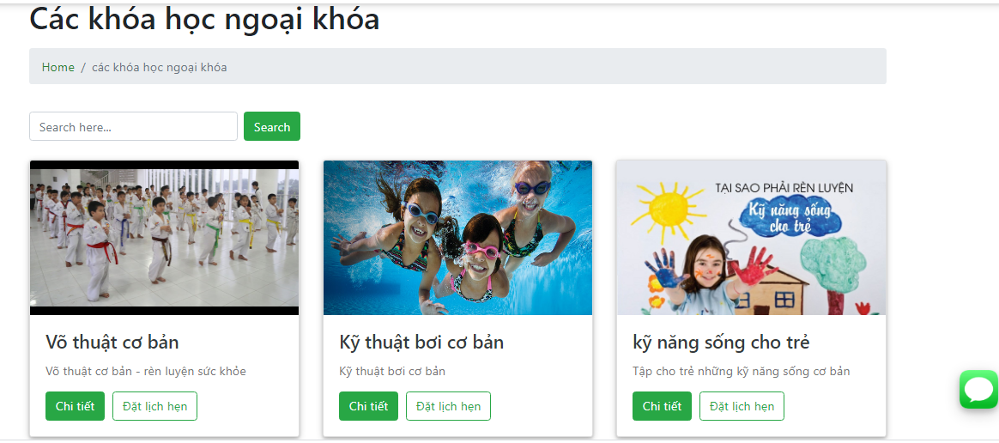 Các khóa học ngoại khóa
Home / các khóa học ngoại khóa
Search here... Search
TẠI SAO PHẢI RÈN LUYỆN
Kỹ năng sống
cho trẻ
Võ thuật cơ bản
Võ thuật cơ bản - rèn luyện sức khỏe
Chi tiết Đặt lịch hẹn
Kỹ thuật bơi cơ bản
Kỹ thuật bơi cơ bản
Chi tiết Đặt lịch hẹn
kỹ năng sống cho trẻ
Tập cho trẻ những kỹ năng sống cơ bản
Chi tiết Đặt lịch hẹn